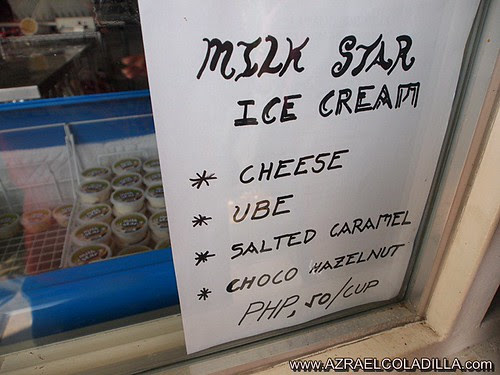 MILK STAR
ICE CREAM
* CHEESE
* UBE
* SALTED CARAMEL
* CHOCO HAZELNUT
PHP. 50/CUP
www.AZRAELCOLADILLA.com